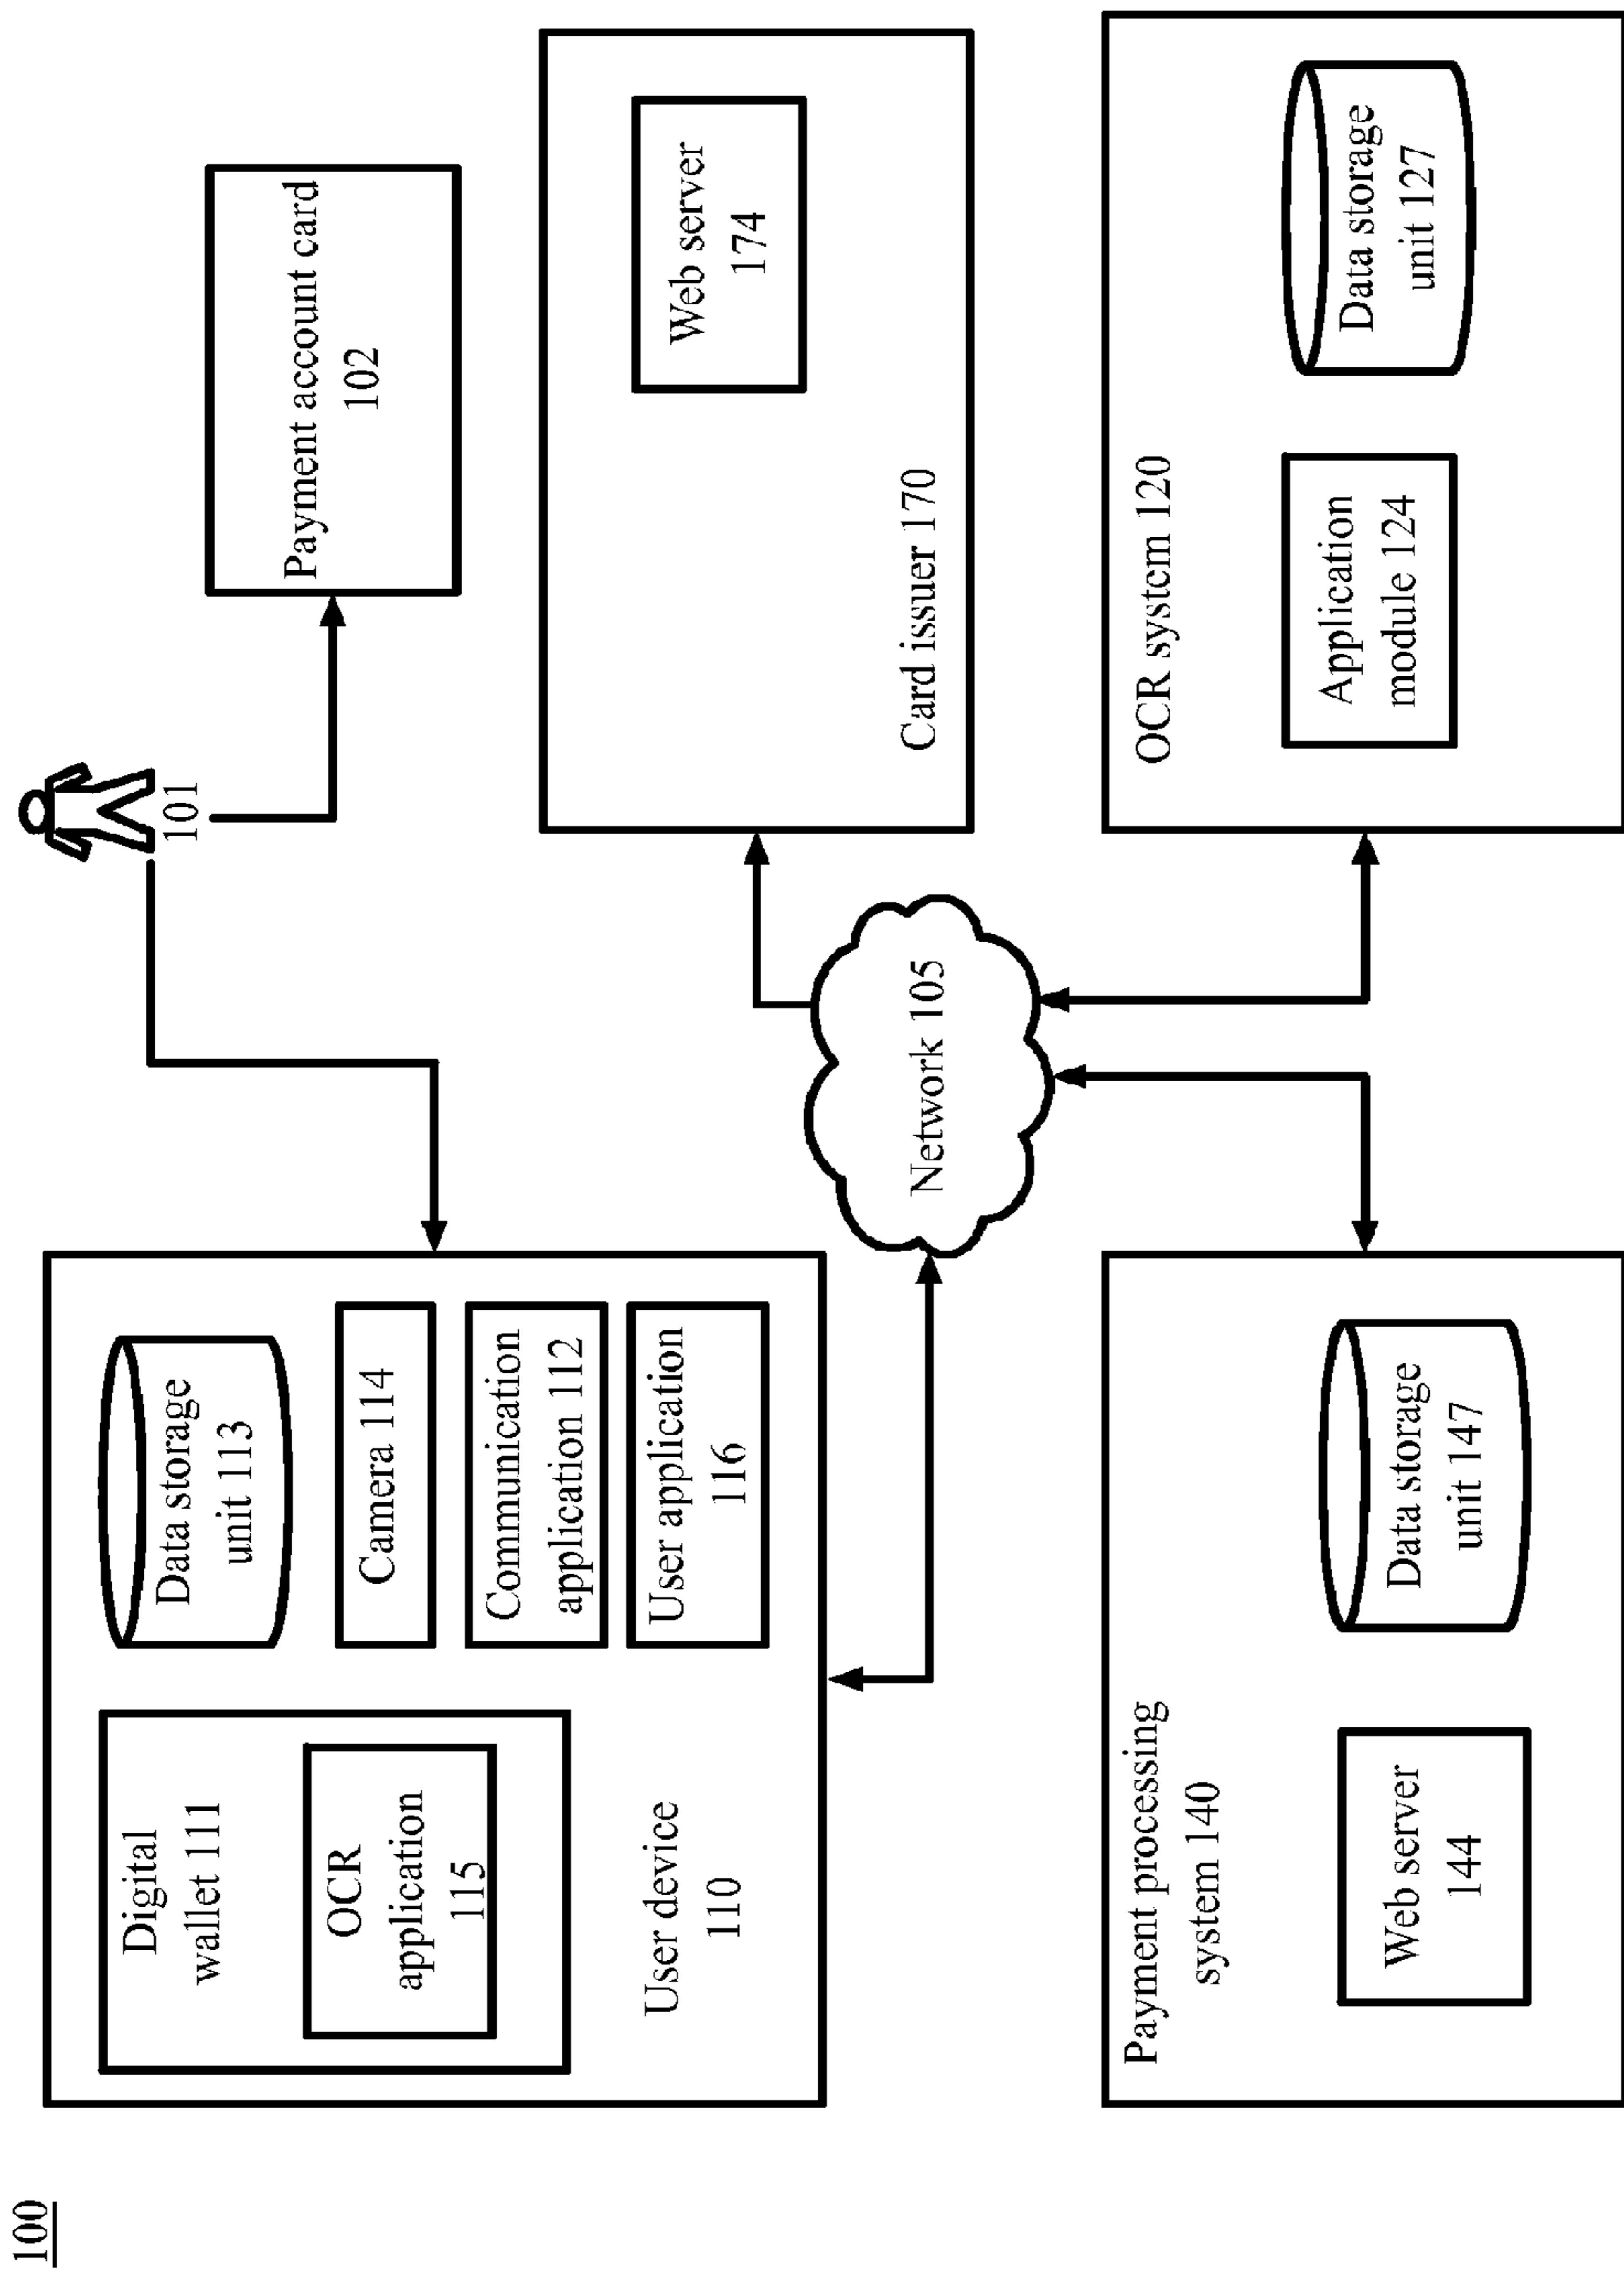 100
101
Digital
wallet 111
OCR
application
115
User device
110
Data storage
unit 113
Camera 114
Communication
application 112
User application
116
Payment account card
102
Network 105
Web server
174
Card issuer 170
Payment processing
system 140
Web server
144
Data storage
unit 147
OCR system 120
Application
module 124
Data storage
unit 127